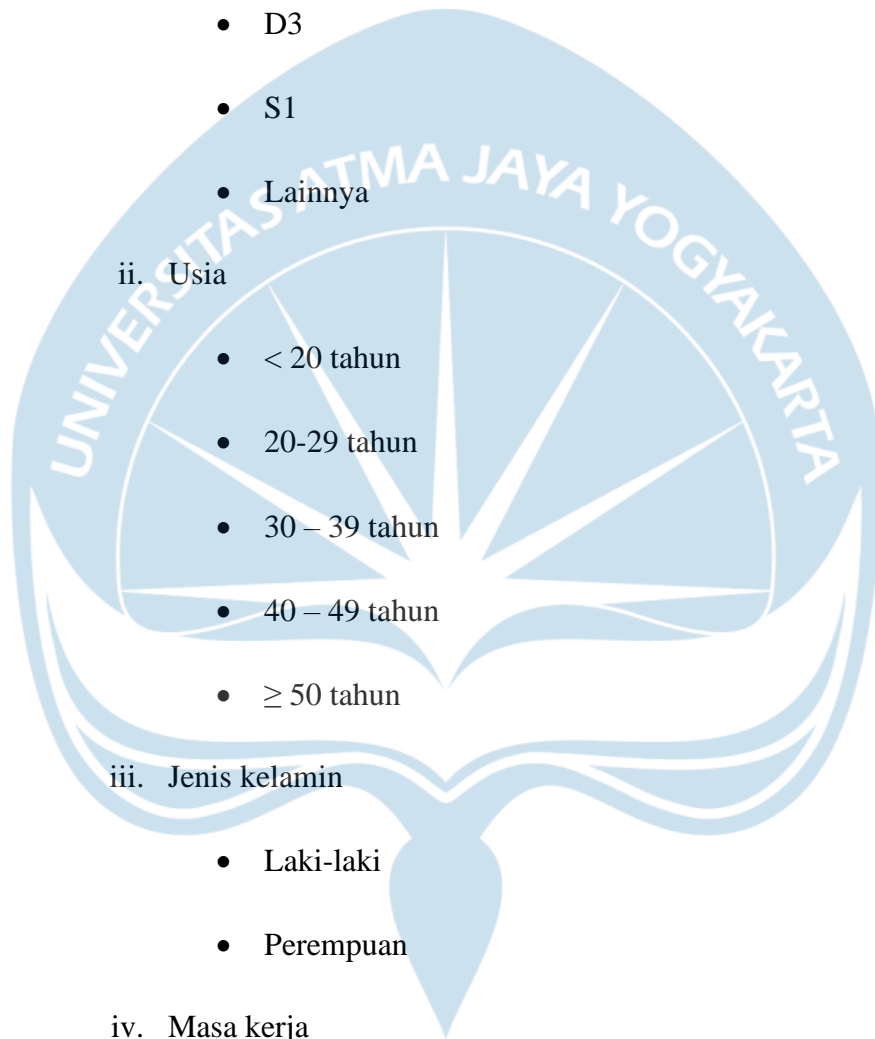 • D3
• S1
• Lainnya
UNIVERSITAS ATMA JAYA YOGYAKARTA
ii. Usia
• < 20 tahun
• 20-29 tahun
• 30 – 39 tahun
• 40 – 49 tahun
• ≥ 50 tahun
iii. Jenis kelamin
• Laki-laki
• Perempuan
iv. Masa kerja